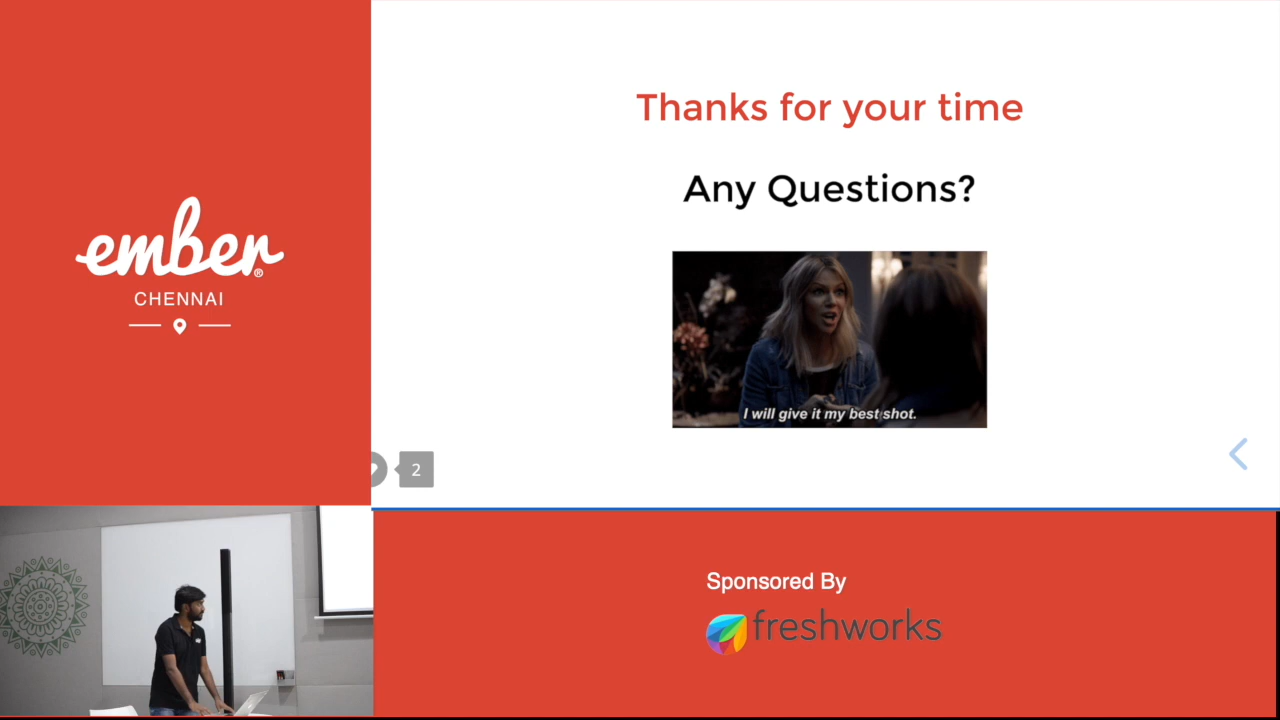 Thanks for your time
Any Questions?
I will give it my best shot.
2
ember®
CHENNAI
Sponsored By
freshworks